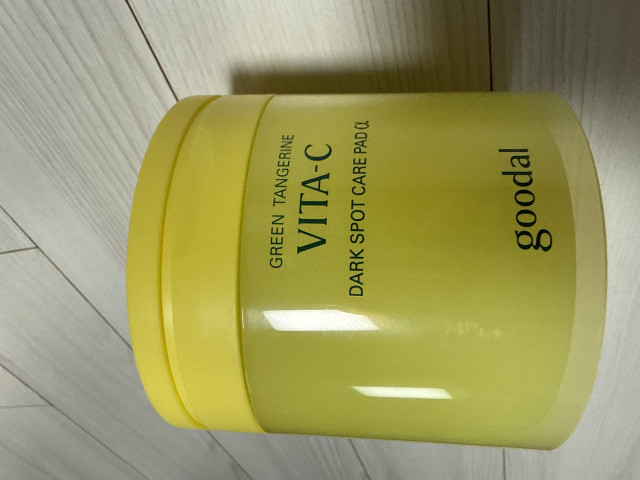 GREEN TANGERINE
VITA-C
DARK SPOT CARE PAD α
goodal